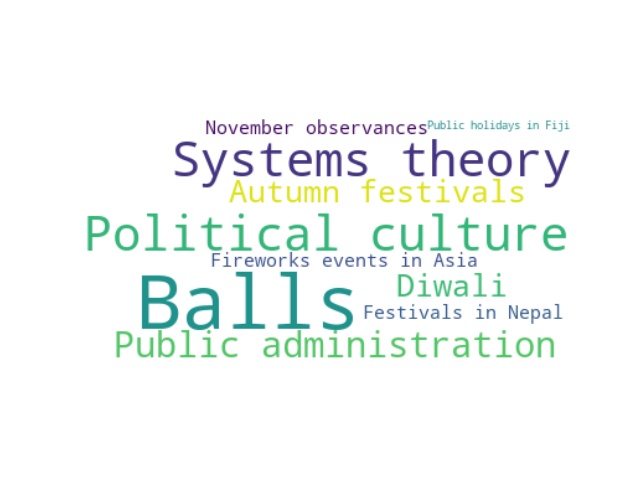 November observances
Public holidays in Fiji
Systems theory
Autumn festivals
Political culture
Fireworks events in Asia
Balls
Diwali
Festivals in Nepal
Public administration